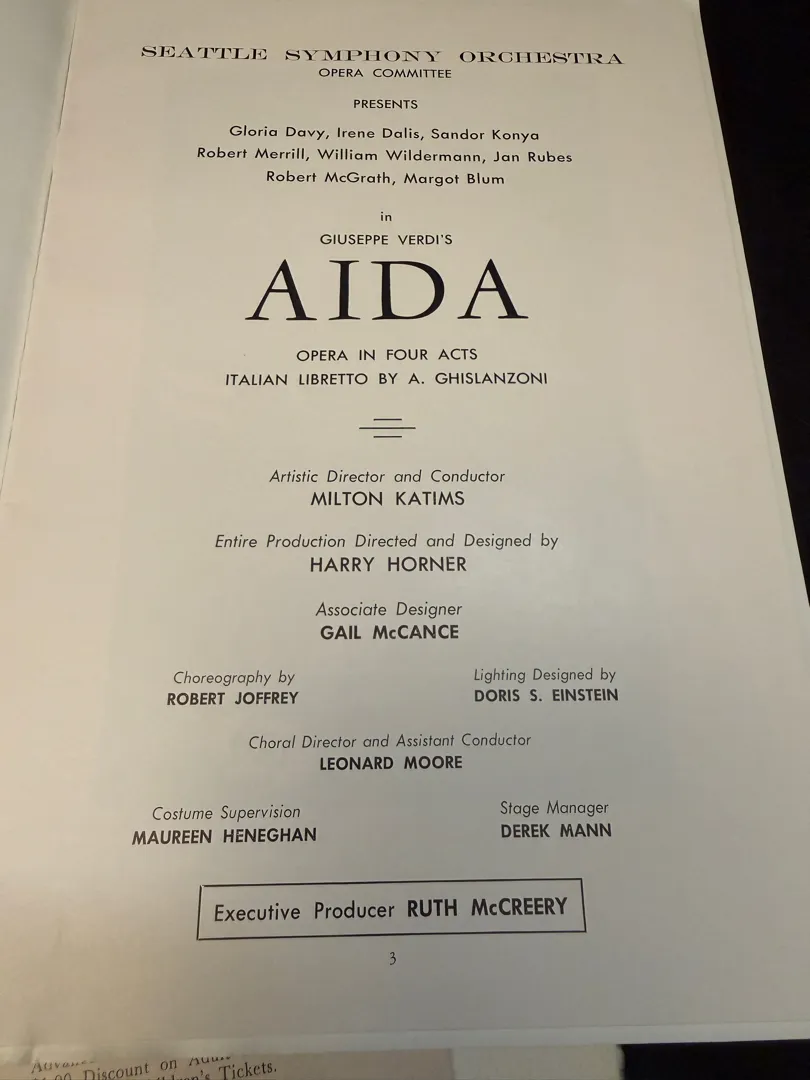 SEATTLE SYMPHONY ORCHESTRA
OPERA COMMITTEE
PRESENTS
Gloria Davy, Irene Dalis, Sandor Konya
Robert Merrill, William Wildermann, Jan Rubes
Robert McGrath, Margot Blum
in
GIUSEPPE VERDI'S
AIDA
OPERA IN FOUR ACTS
ITALIAN LIBRETTO BY A. GHISLANZONI
Artistic Director and Conductor
MILTON KATIMS
Entire Production Directed and Designed by
HARRY HORNER
Associate Designer
GAIL McCANCE
Choreography by
ROBERT JOFFREY
Lighting Designed by
DORIS S. EINSTEIN
Choral Director and Assistant Conductor
LEONARD MOORE
Costume Supervision
MAUREEN HENEGHAN
Stage Manager
DEREK MANN
Executive Producer RUTH McCREERY
3
Discount on
Tickets.